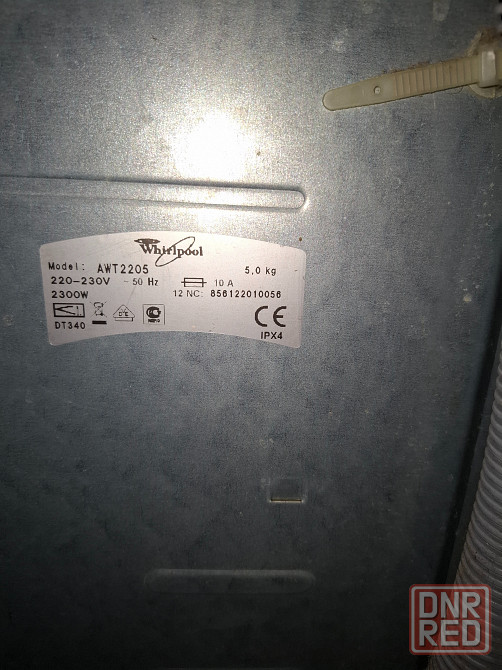 Whirlpool
Model: AWT2205 5,0 kg
220-230V ~ 50 Hz 10 A
2300W 12 NC: 856122010056
DT340 IPX4
CE
DNR
RED